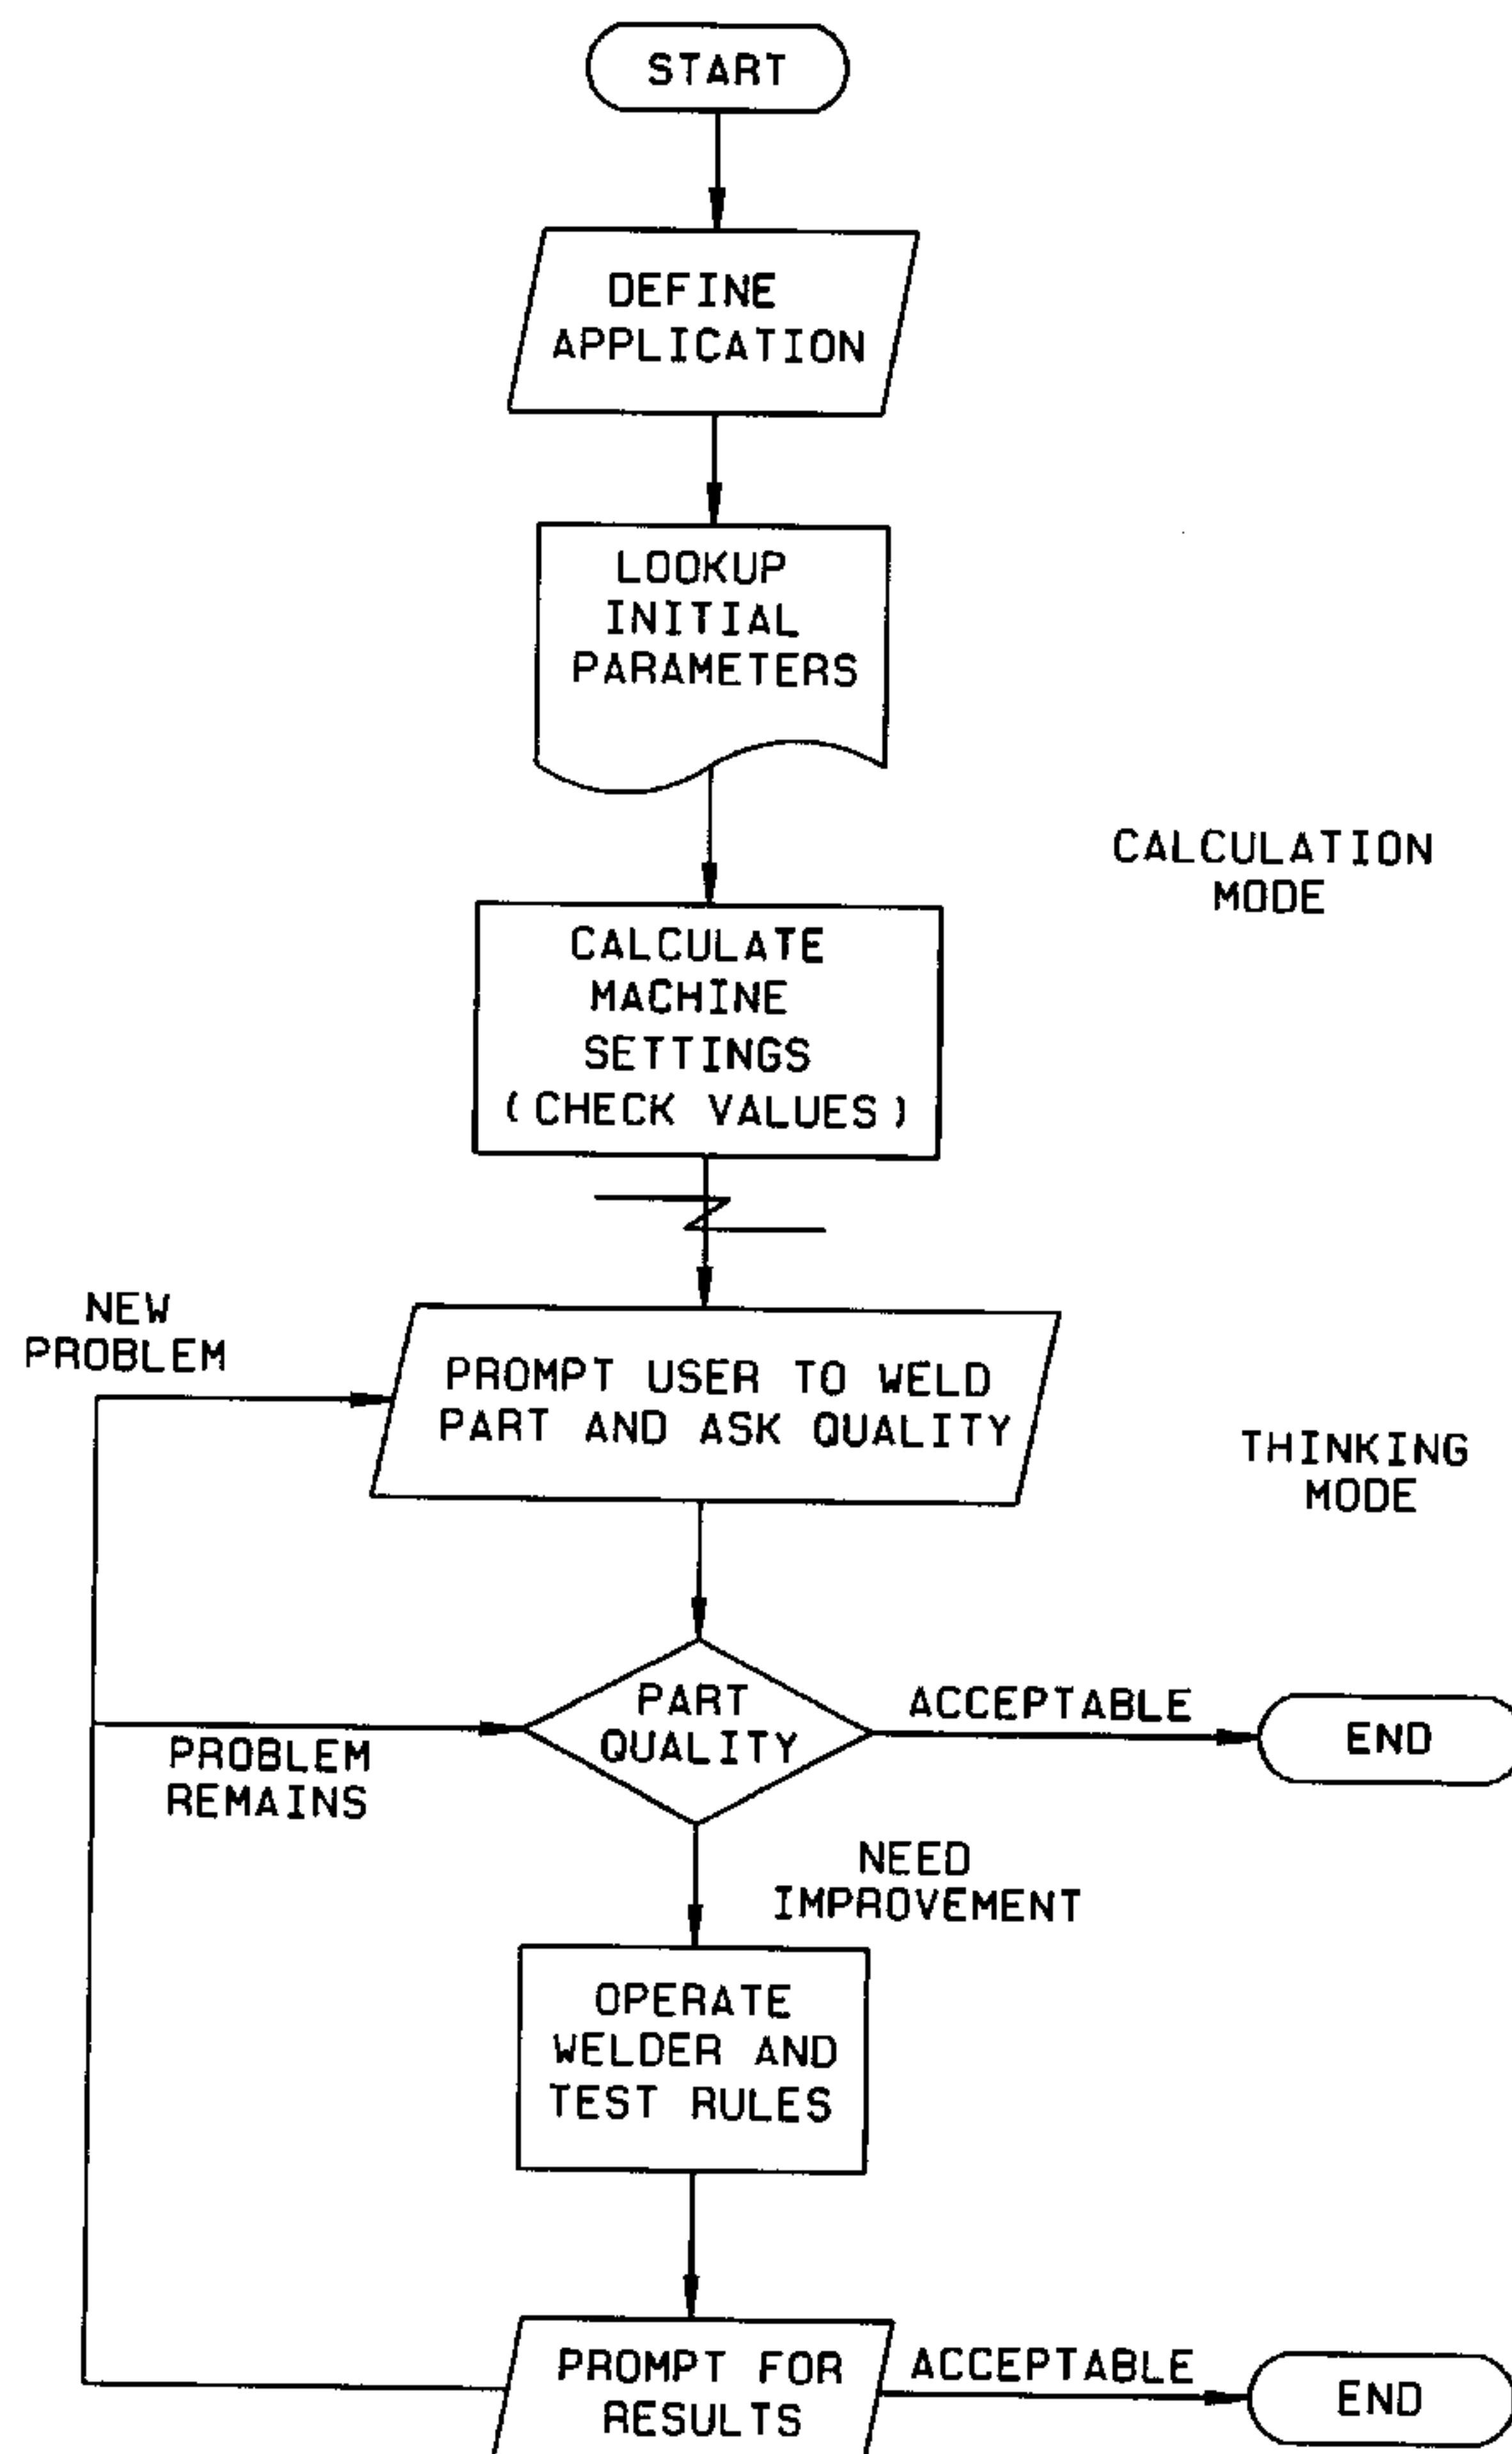 START
DEFINE
APPLICATION
LOOKUP
INITIAL
PARAMETERS
CALCULATION
MODE
CALCULATE
MACHINE
SETTINGS
(CHECK VALUES)
NEW
PROBLEM
PROMPT USER TO WELD
PART AND ASK QUALITY
THINKING
MODE
PART
QUALITY
ACCEPTABLE
END
PROBLEM
REMAINS
NEED
IMPROVEMENT
OPERATE
WELDER AND
TEST RULES
PROMPT FOR
RESULTS
ACCEPTABLE
END